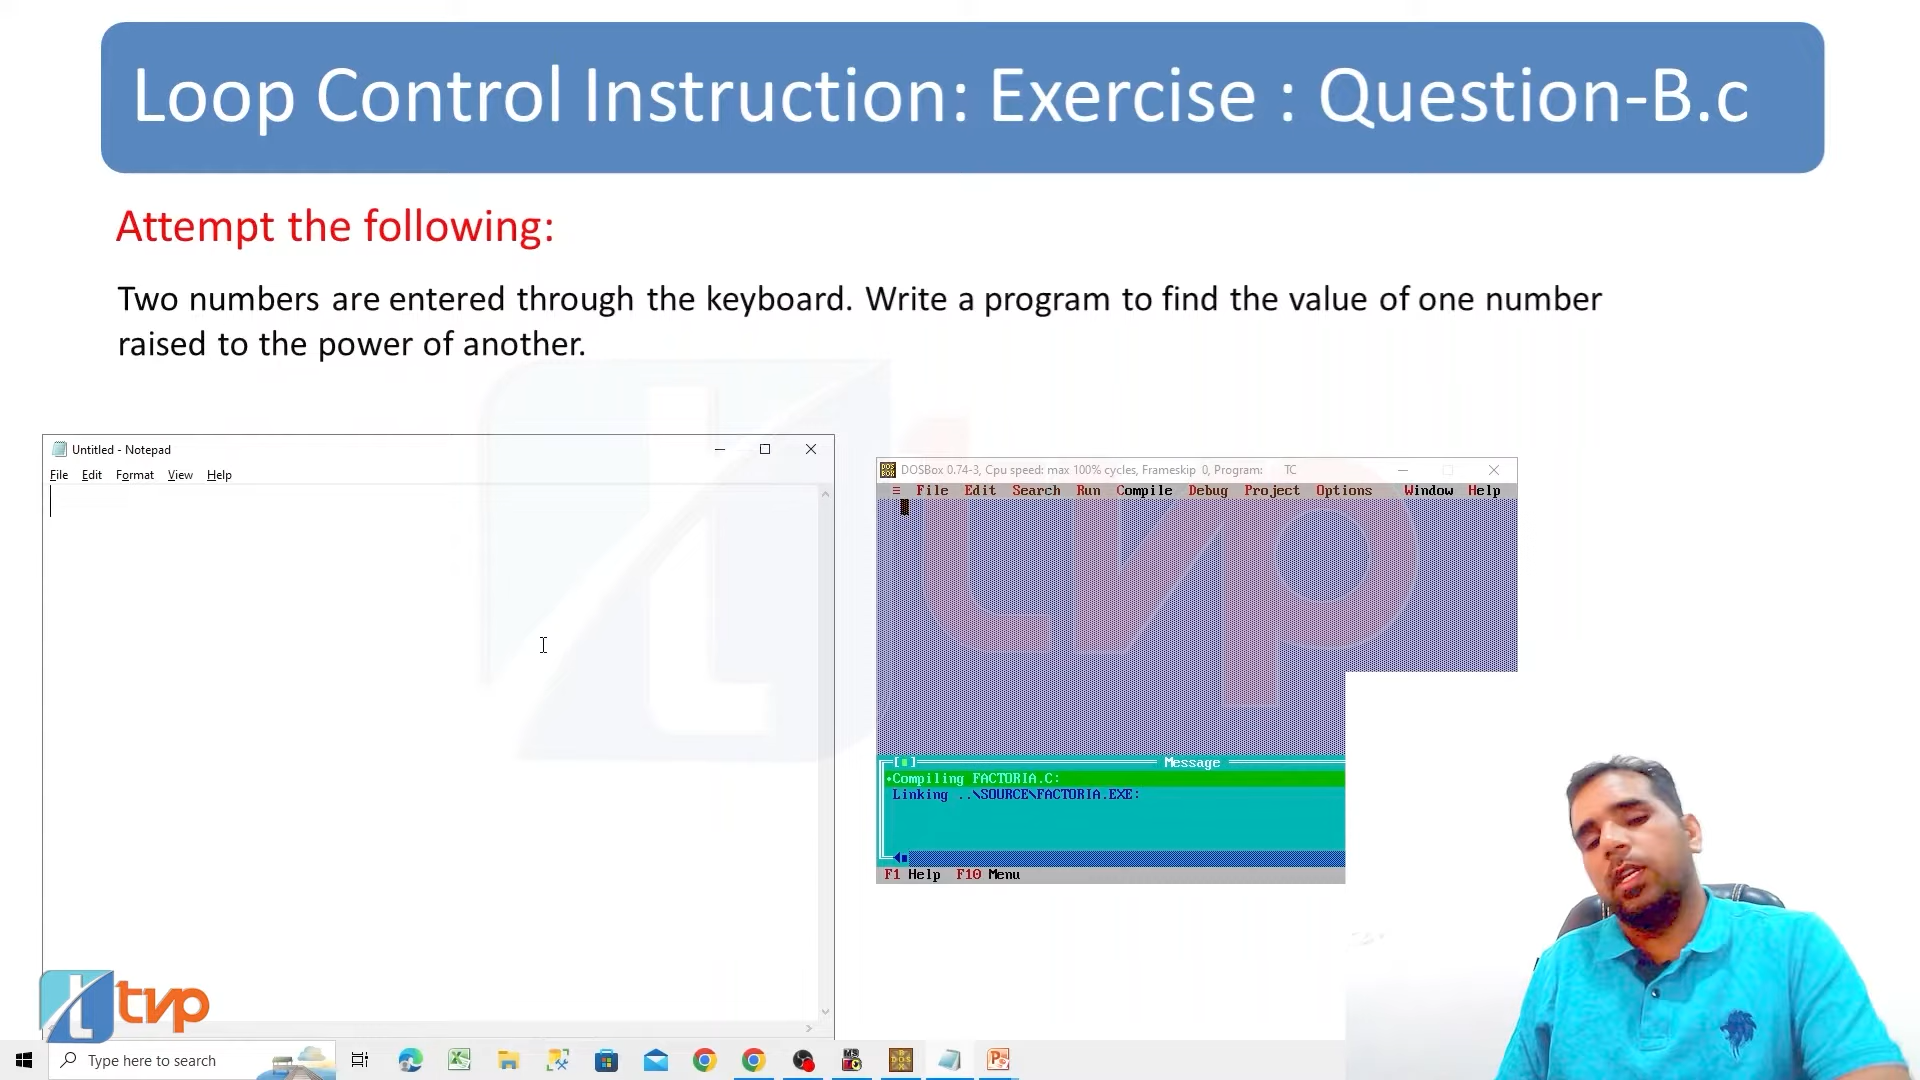 Loop Control Instruction: Exercise : Question-B.c
Attempt the following:
Two numbers are entered through the keyboard. Write a program to find the value of one number
raised to the power of another.
Untitled - Notepad
File Edit Format View Help
DOSBox 0.74-3, Cpu speed: max 100% cycles, Frameskip 0, Program: TC
≡ File Edit Search Run Compile Debug Project Options Window Help
tvp
Message
•Compiling FACTORIA.C:
Linking ..\SOURCE\FACTORIA.EXE:
F1 Help F10 Menu
tvp
Type here to search